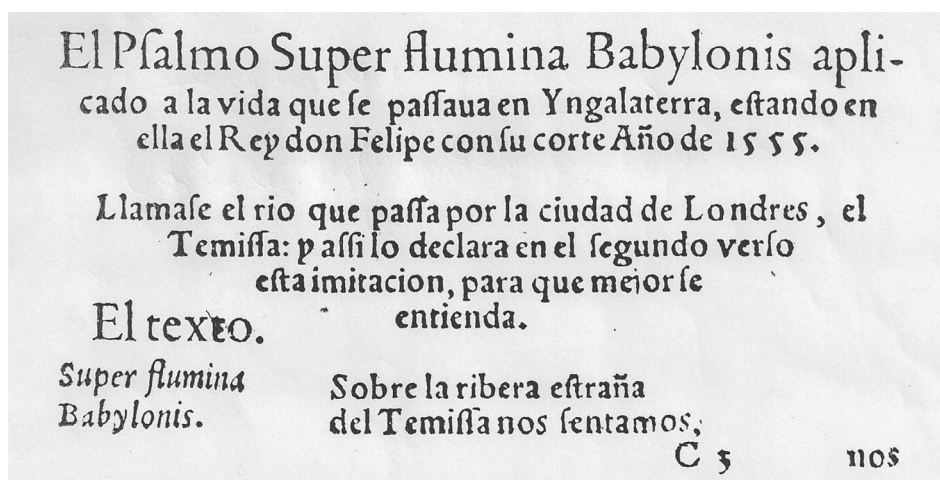 El Pſalmo Super flumina Babylonis apli-
cado a la vida que ſe paſſaua en Yngalaterra, eſtando en
ella el Rey don Felipe con ſu corte Año de 1555.
Llamaſe el rio que paſſa por la ciudad de Londres, el
Temiſſa: y aſſi lo declara en el ſegundo verſo
eſta imitacion, para que mejor ſe
entienda.
El texto.
Super flumina
Babylonis.
Sobre la ribera eſtraña
del Temiſſa nos ſentamos,
C 5
nos